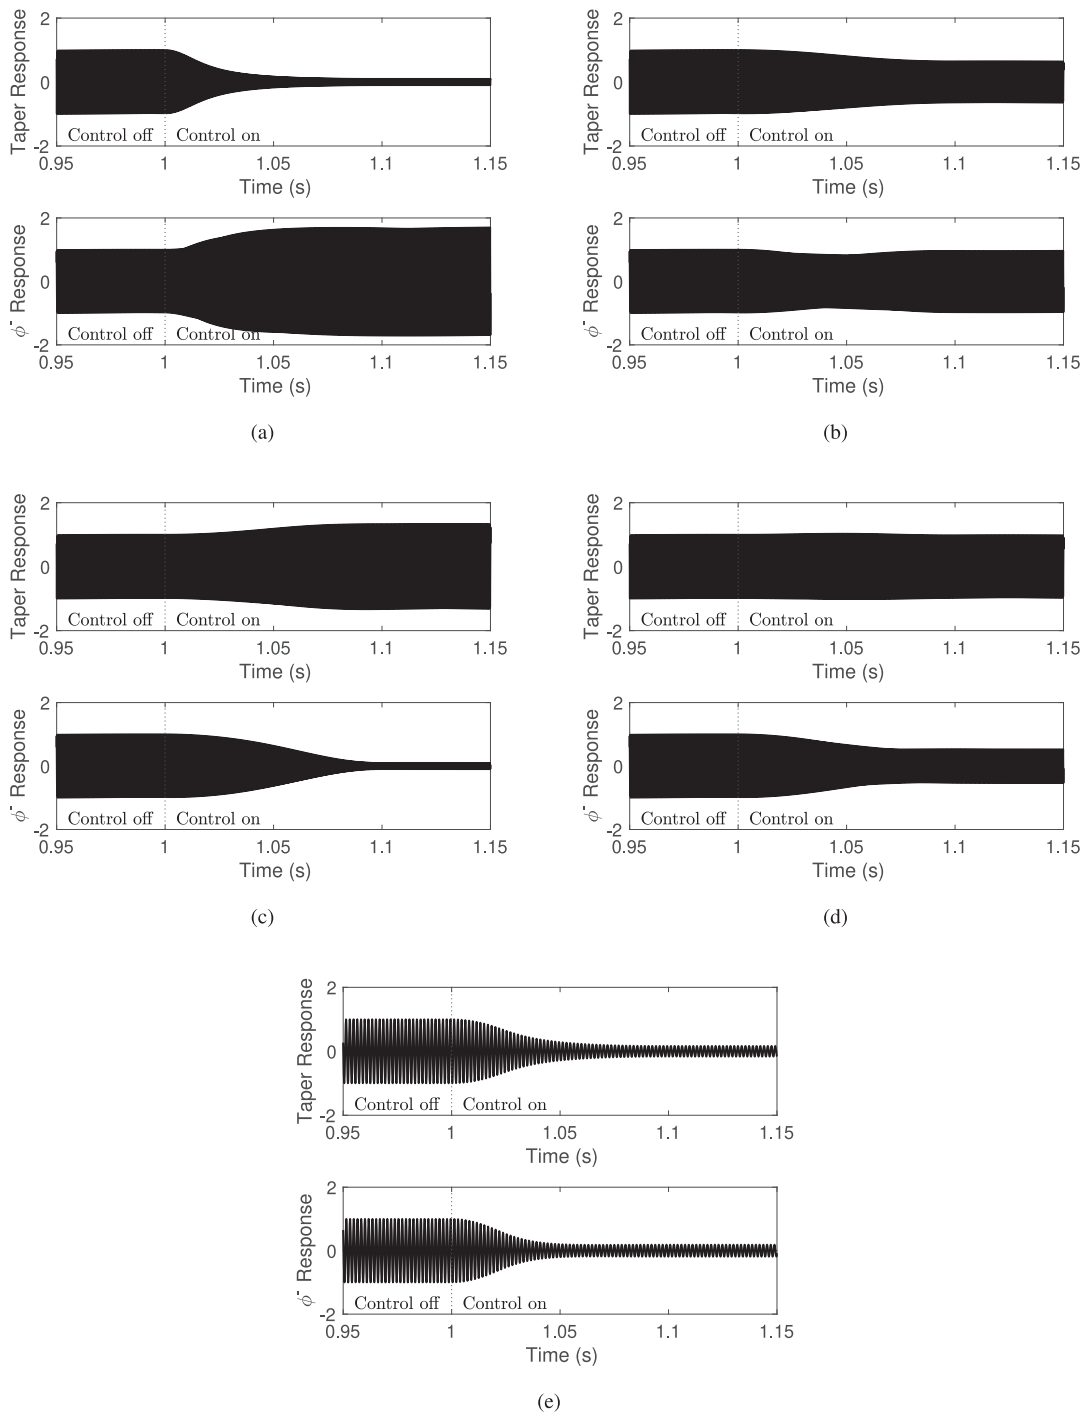 2
Taper Response
0
Control off
Control on
-2
0.95
1
1.05
1.1
1.15
Time (s)
2
ϕ- Response
0
Control off
Control on
-2
0.95
1
1.05
1.1
1.15
Time (s)
(a)
2
Taper Response
0
Control off
Control on
-2
0.95
1
1.05
1.1
1.15
Time (s)
2
ϕ- Response
0
Control off
Control on
-2
0.95
1
1.05
1.1
1.15
Time (s)
(b)
2
Taper Response
0
Control off
Control on
-2
0.95
1
1.05
1.1
1.15
Time (s)
2
ϕ- Response
0
Control off
Control on
-2
0.95
1
1.05
1.1
1.15
Time (s)
(c)
2
Taper Response
0
Control off
Control on
-2
0.95
1
1.05
1.1
1.15
Time (s)
2
ϕ- Response
0
Control off
Control on
-2
0.95
1
1.05
1.1
1.15
Time (s)
(d)
2
Taper Response
0
Control off
Control on
-2
0.95
1
1.05
1.1
1.15
Time (s)
2
ϕ- Response
0
Control off
Control on
-2
0.95
1
1.05
1.1
1.15
Time (s)
(e)